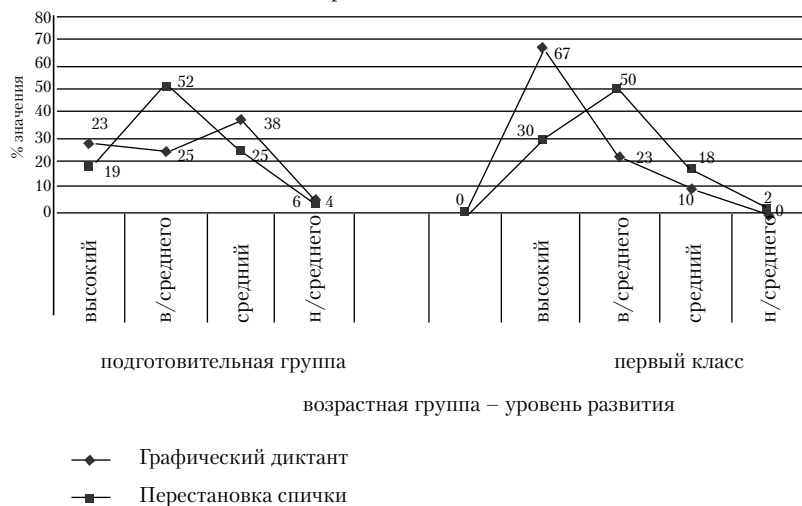 80
70
60
50
40
30
20
10
0
% значения
23
19
52
25
38
25
6
4
0
67
30
50
23
18
10
2
0
высокий
в/среднего
средний
н/среднего
высокий
в/среднего
средний
н/среднего
подготовительная группа
первый класс
возрастная группа – уровень развития
Графический диктант
Перестановка спички